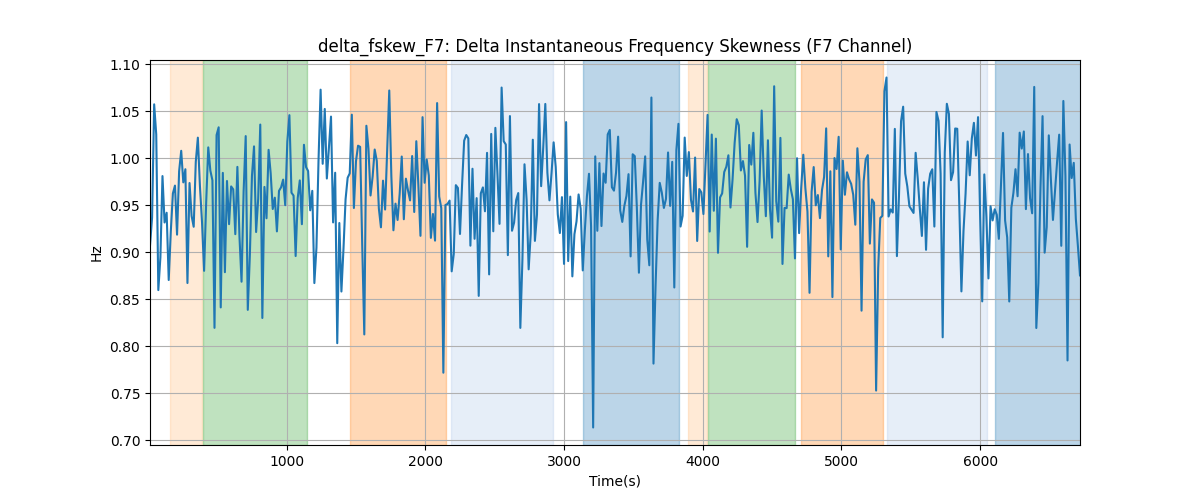 delta_fskew_F7: Delta Instantaneous Frequency Skewness (F7 Channel)
1.10
1.05
1.00
0.95
0.90
0.85
0.80
0.75
0.70
Hz
1000 2000 3000 4000 5000 6000
Time(s)